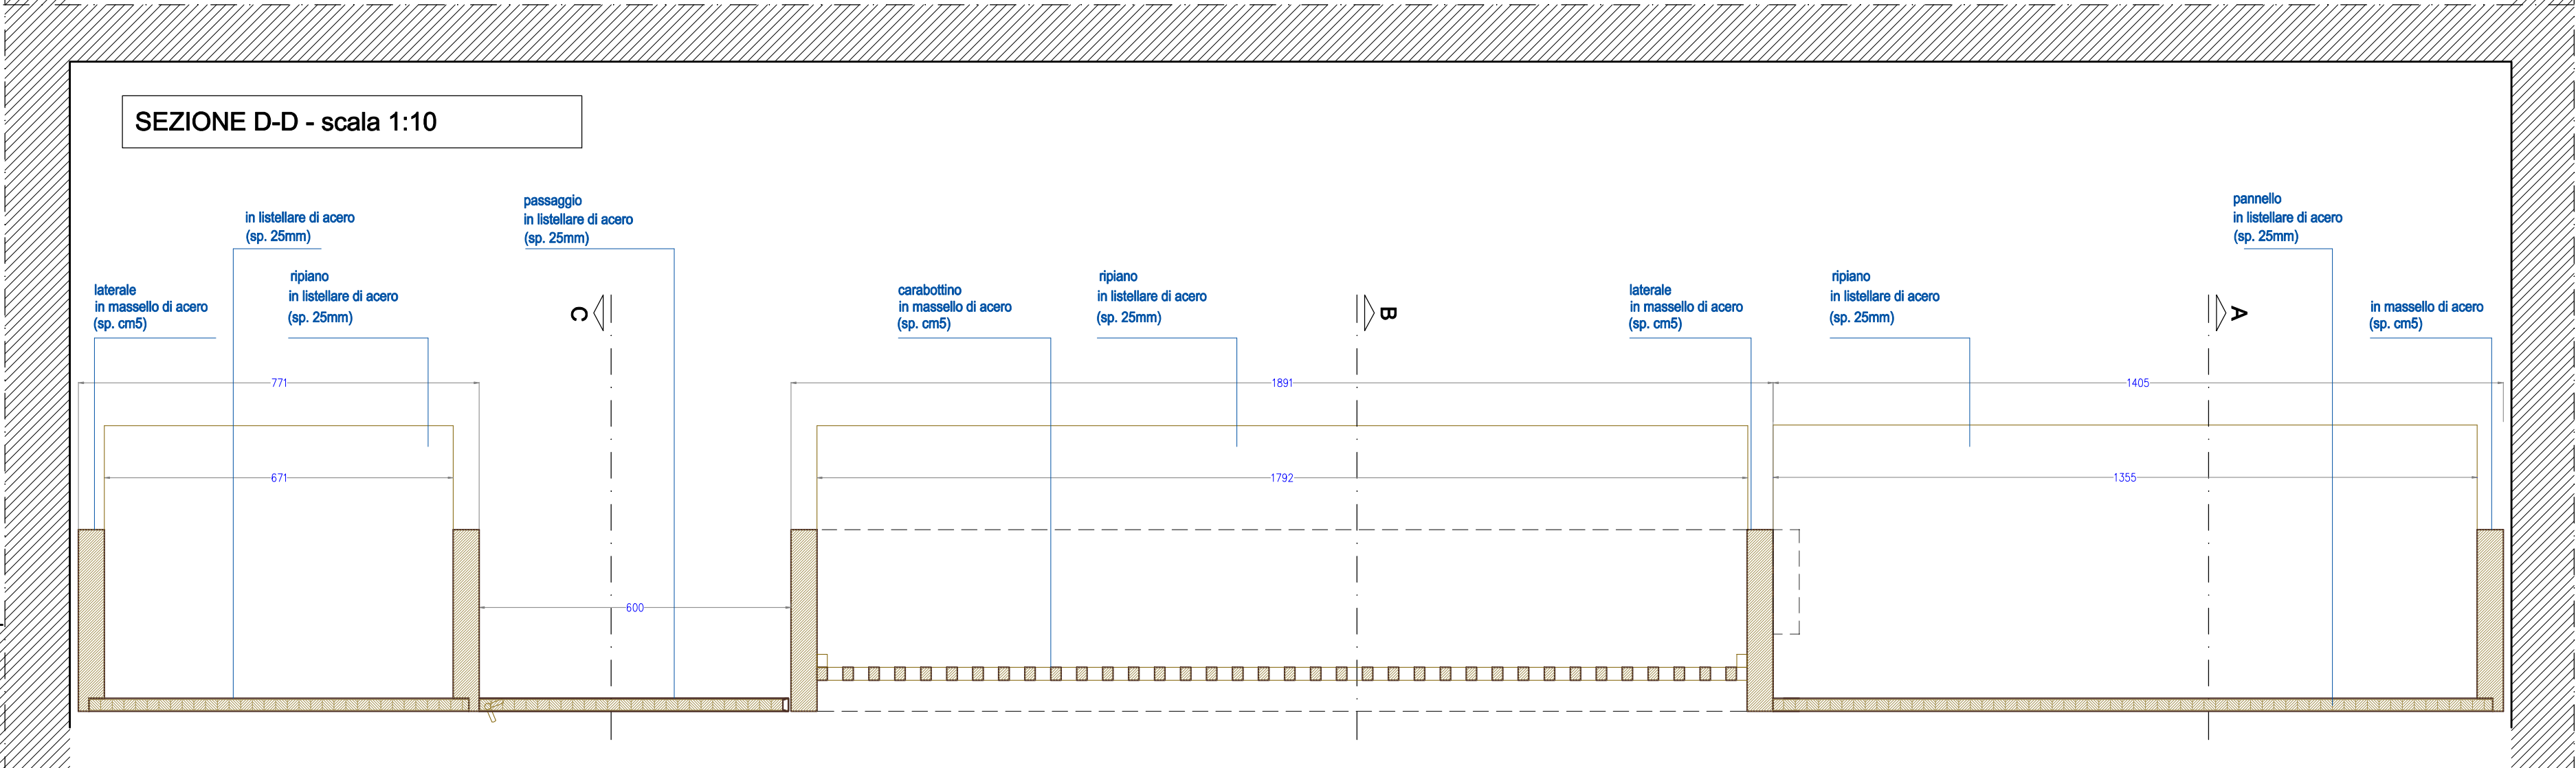 SEZIONE D-D - scala 1:10
in listellare di acero
(sp. 25mm)
passaggio
in listellare di acero
(sp. 25mm)
pannello
in listellare di acero
(sp. 25mm)
laterale
in massello di acero
(sp. cm5)
ripiano
in listellare di acero
(sp. 25mm)
C
carabottino
in massello di acero
(sp. cm5)
ripiano
in listellare di acero
(sp. 25mm)
B
laterale
in massello di acero
(sp. cm5)
ripiano
in listellare di acero
(sp. 25mm)
A
in massello di acero
(sp. cm5)
771
1891
1405
671
1792
1355
600